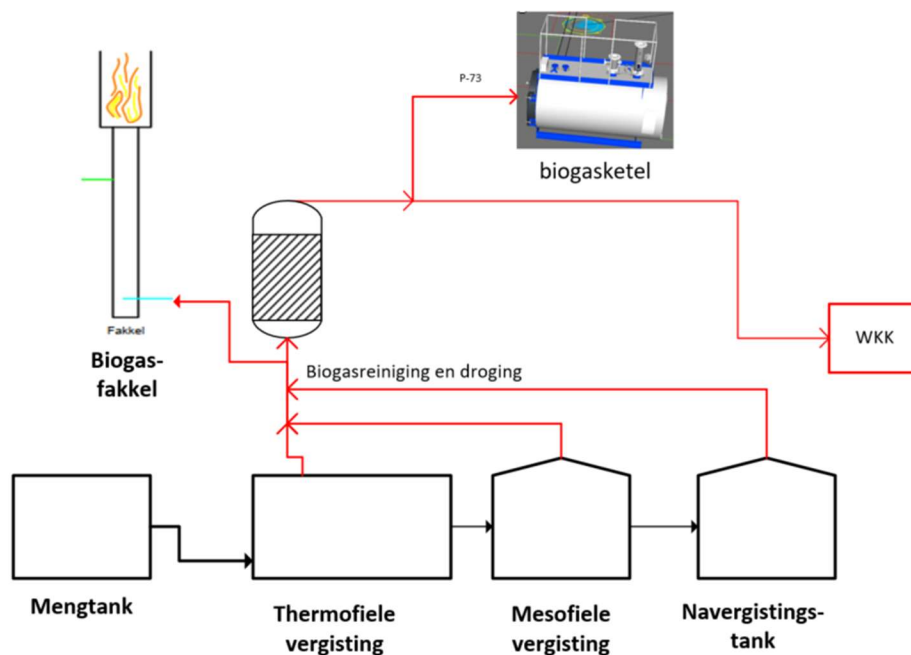 P-73
biogasketel
WKK
Fakkel
Biogas-
fakkel
Biogasreiniging en droging
Mengtank
Thermofiele
vergisting
Mesofiele
vergisting
Navergistings-
tank